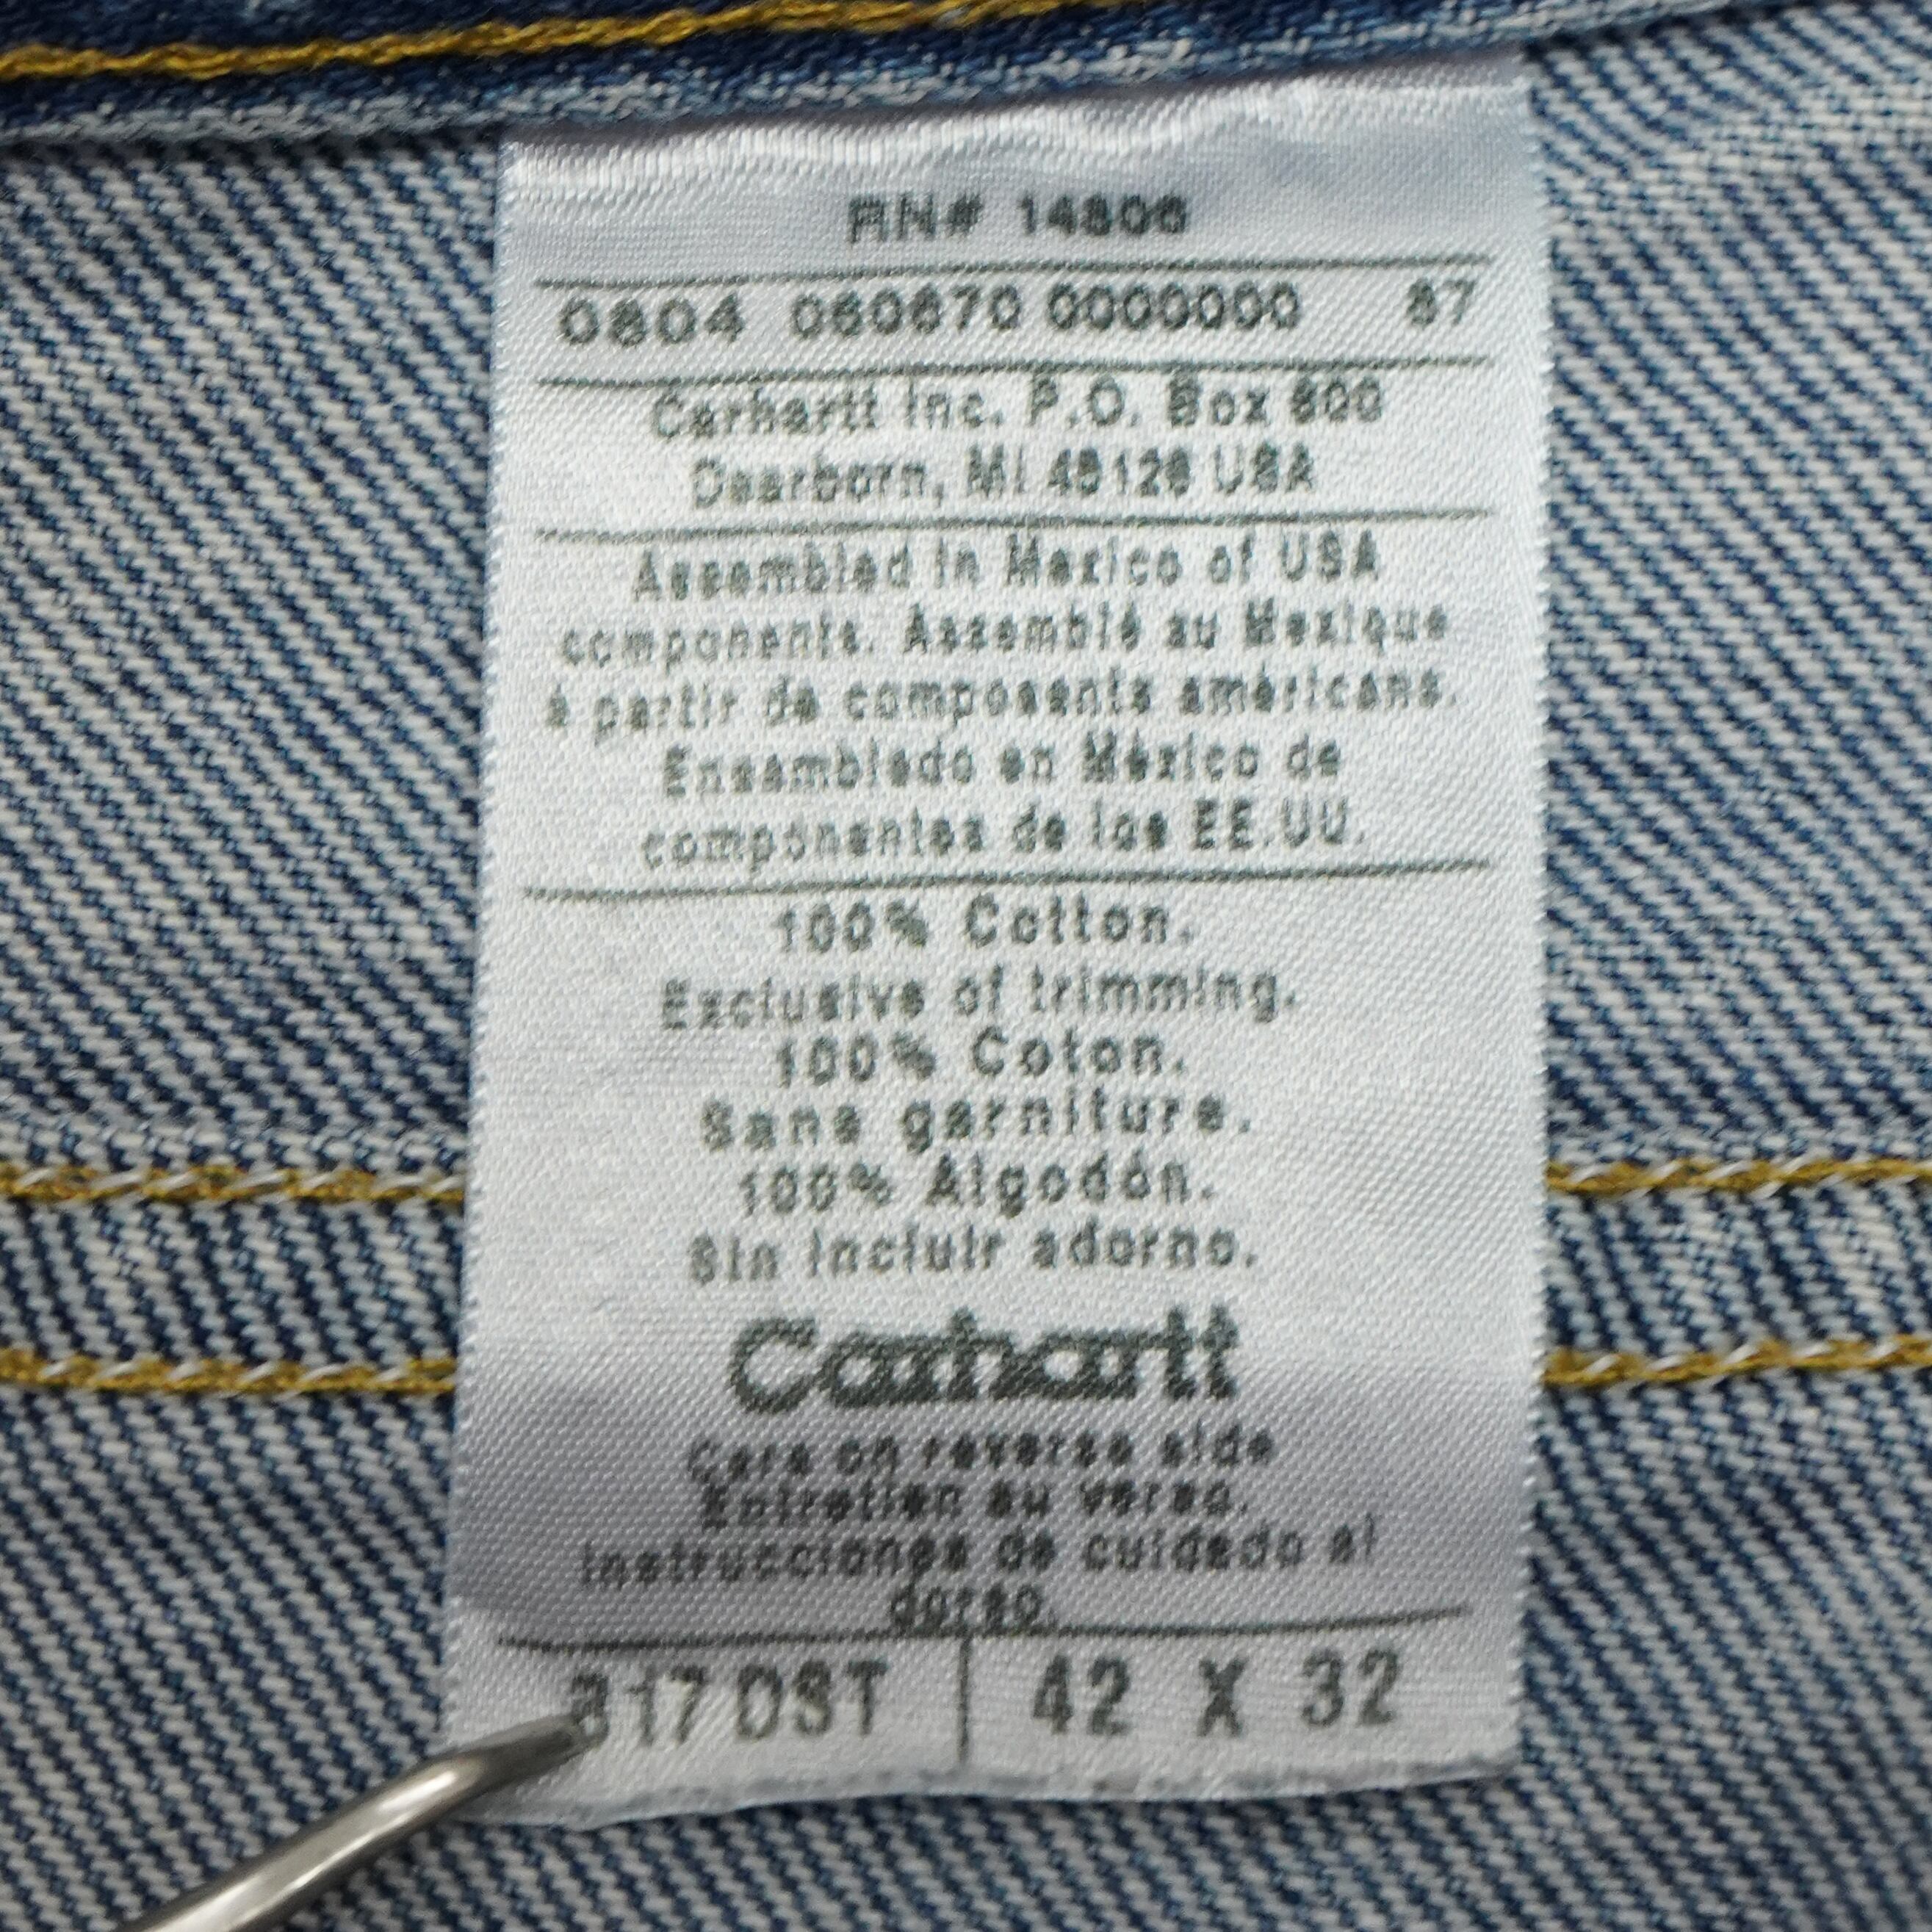 RN# 14806
0804 060670 0000000 87
Carhartt Inc. P.O. Box 600
Dearborn, MI 48126 USA
Assembled in Mexico of USA
components. Assemblé au Mexique
à partir de composants américans.
Ensamblado en México de
componentes de los EE.UU.
100% Cotton.
Exclusive of trimming.
100% Coton.
Sans garniture.
100% Algodón.
Sin incluir adorno.
Carhartt
Care on reverse side
Entretien au verso.
Instrucciones de cuidado al
dorso.
317 DST 42 X 32